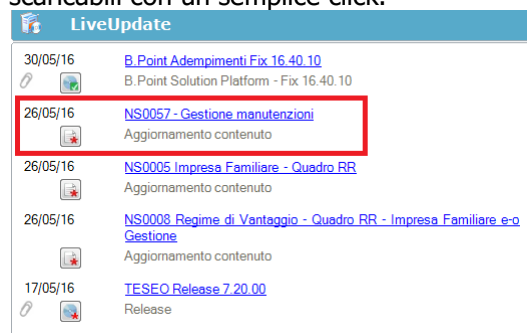 scaricabili con un semplice click.
LiveUpdate
30/05/16 B.Point Adempimenti Fix 16.40.10
B.Point Solution Platform - Fix 16.40.10
26/05/16 NS0057 - Gestione manutenzioni
Aggiornamento contenuto
26/05/16 NS0005 Impresa Familiare - Quadro RR
Aggiornamento contenuto
26/05/16 NS0008 Regime di Vantaggio - Quadro RR - Impresa Familiare e-o
Gestione
Aggiornamento contenuto
17/05/16 TESEO Release 7.20.00
Release